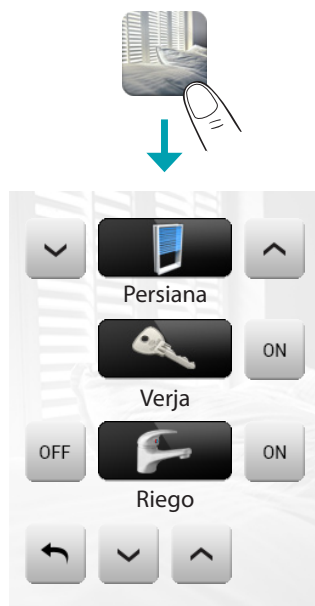 Persiana
ON
Verja
OFF
ON
Riego